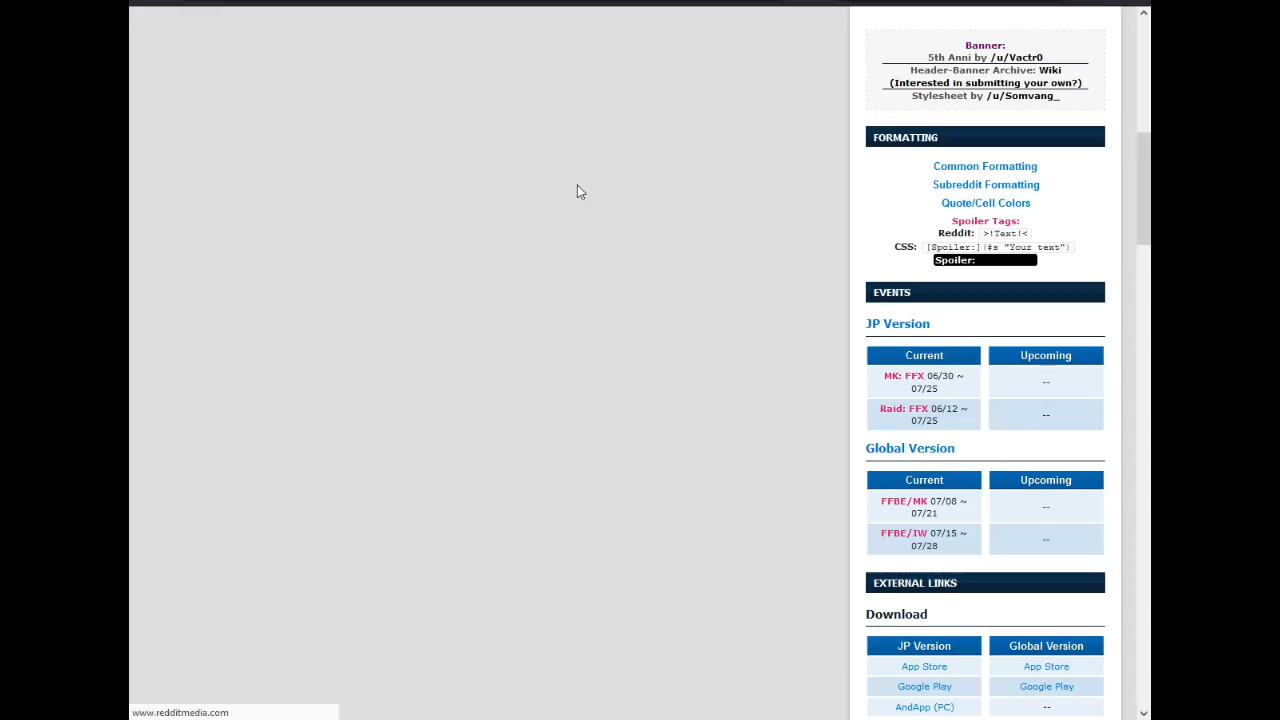 Banner:
5th Anni by /u/Vactr0
Header-Banner Archive: Wiki
(Interested in submitting your own?)
Stylesheet by /u/Somvang_
FORMATTING
Common Formatting
Subreddit Formatting
Quote/Cell Colors
Spoiler Tags:
Reddit: >!Text!<
CSS: [Spoiler:](#s "Your text")
Spoiler:
EVENTS
JP Version
Current Upcoming
MK: FFX 06/30 ~ --
07/25
Raid: FFX 06/12 ~ --
07/25
Global Version
Current Upcoming
FFBE/MK 07/08 ~ --
07/21
FFBE/IW 07/15 ~ --
07/28
EXTERNAL LINKS
Download
JP Version Global Version
App Store App Store
Google Play Google Play
AndApp (PC) --
www.redditmedia.com